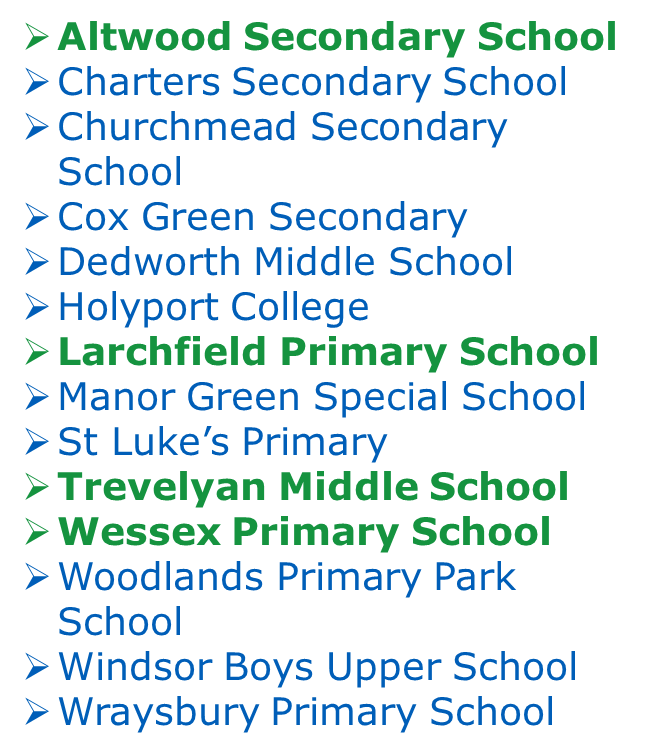 ➢ Altwood Secondary School
➢ Charters Secondary School
➢ Churchmead Secondary
School
➢ Cox Green Secondary
➢ Dedworth Middle School
➢ Holyport College
➢ Larchfield Primary School
➢ Manor Green Special School
➢ St Luke’s Primary
➢ Trevelyan Middle School
➢ Wessex Primary School
➢ Woodlands Primary Park
School
➢ Windsor Boys Upper School
➢ Wraysbury Primary School